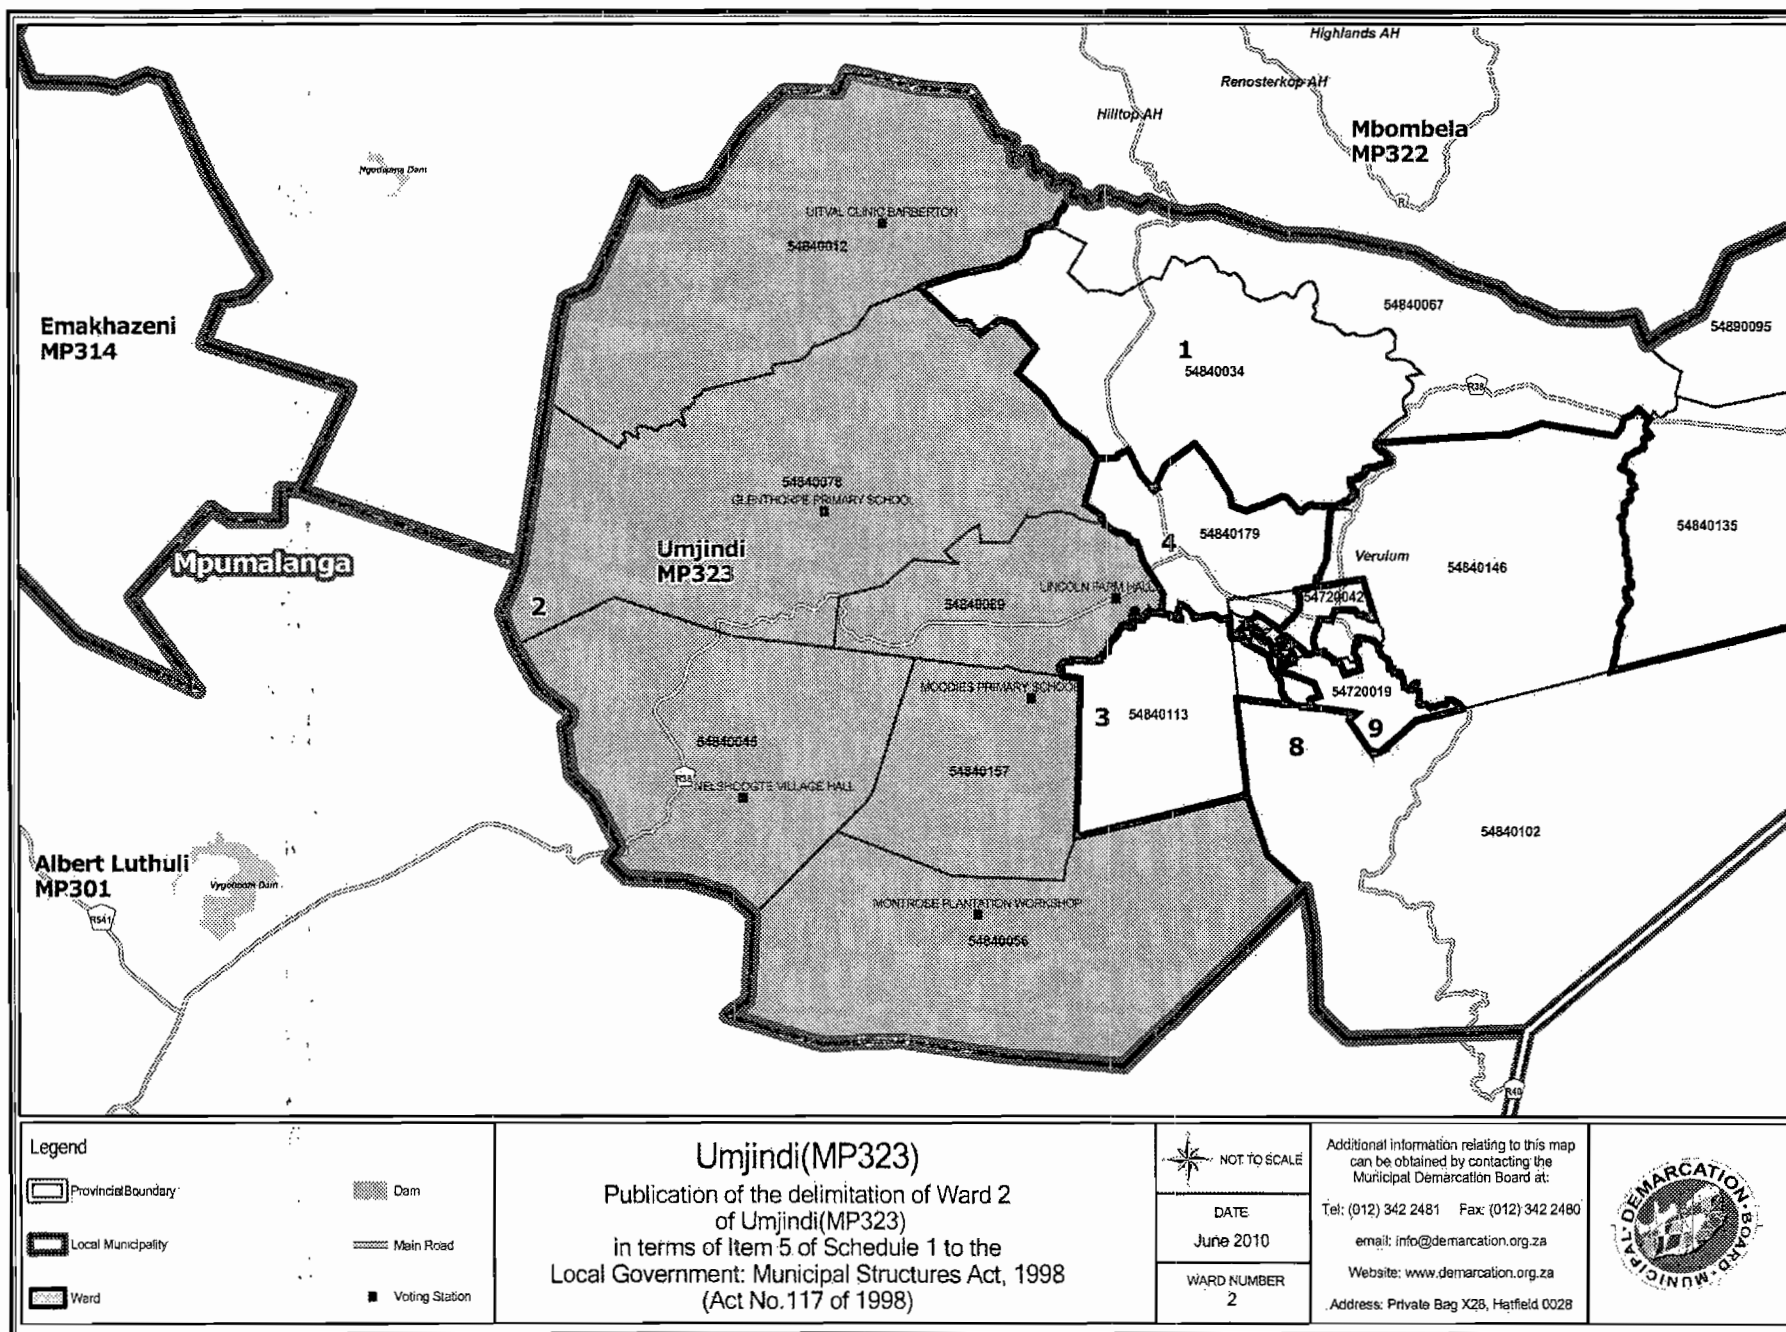 Highlands AH
Renosterkop AH
Hilltop AH
Mbombela
MP322
Ngodwana Dam
UITVAL CLINIC BARBERTON
54840012
54840067
54890095
Emakhazeni
MP314
1
54840034
R38
54840078
GLENTHORPE PRIMARY SCHOOL
54840179
54840135
4
Umjindi
MP323
Verulum
54840146
Mpumalanga
2
LINCOLN FARM HALL
54840089
54720042
MOODIES PRIMARY SCHOOL
54720019
3
54840113
9
8
54840045
54840157
R38
NELSHOOGTE VILLAGE HALL
54840102
Albert Luthuli
MP301
Vygeboom Dam
R541
MONTROSE PLANTATION WORKSHOP
54840056
R40
Legend
Provincial Boundary
Local Municipality
Ward
Dam
Main Road
Voting Station
Umjindi(MP323)
Publication of the delimitation of Ward 2
of Umjindi(MP323)
in terms of Item 5 of Schedule 1 to the
Local Government: Municipal Structures Act, 1998
(Act No.117 of 1998)
NOT TO SCALE
DATE
June 2010
WARD NUMBER
2
Additional information relating to this map
can be obtained by contacting the
Municipal Demarcation Board at:
Tel: (012) 342 2481 Fax: (012) 342 2480
email: info@demarcation.org.za
Website: www.demarcation.org.za
Address: Private Bag X28, Hatfield 0028
MUNICIPAL DEMARCATION BOARD